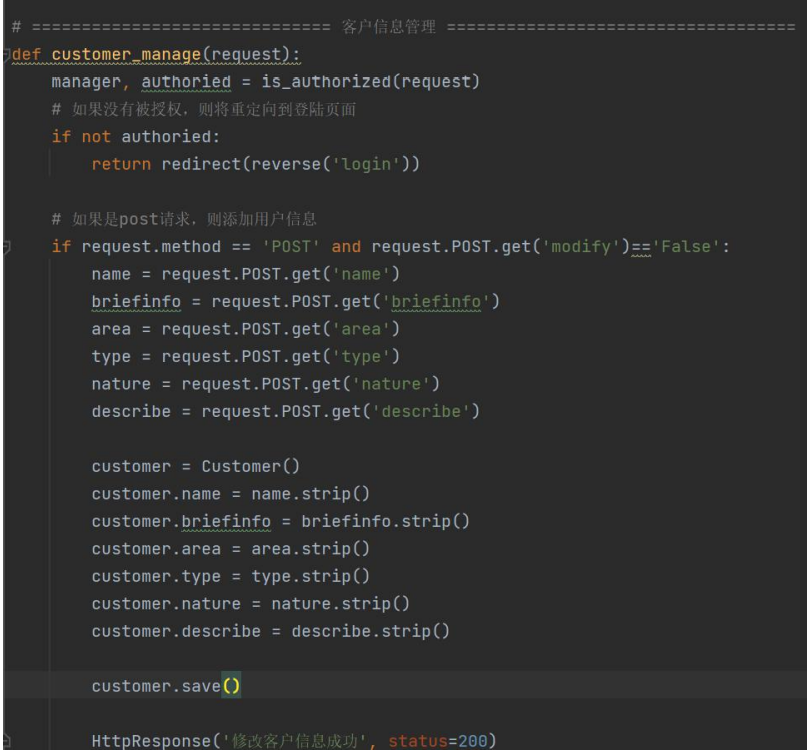 # ============================== 客户信息管理 ===================================
def customer_manage(request):
    manager, authoried = is_authorized(request)
    # 如果没有被授权，则将重定向到登陆页面
    if not authoried:
        return redirect(reverse('login'))

    # 如果是post请求，则添加用户信息
    if request.method == 'POST' and request.POST.get('modify')=='False':
        name = request.POST.get('name')
        briefinfo = request.POST.get('briefinfo')
        area = request.POST.get('area')
        type = request.POST.get('type')
        nature = request.POST.get('nature')
        describe = request.POST.get('describe')

        customer = Customer()
        customer.name = name.strip()
        customer.briefinfo = briefinfo.strip()
        customer.area = area.strip()
        customer.type = type.strip()
        customer.nature = nature.strip()
        customer.describe = describe.strip()

        customer.save()

        HttpResponse('修改客户信息成功', status=200)